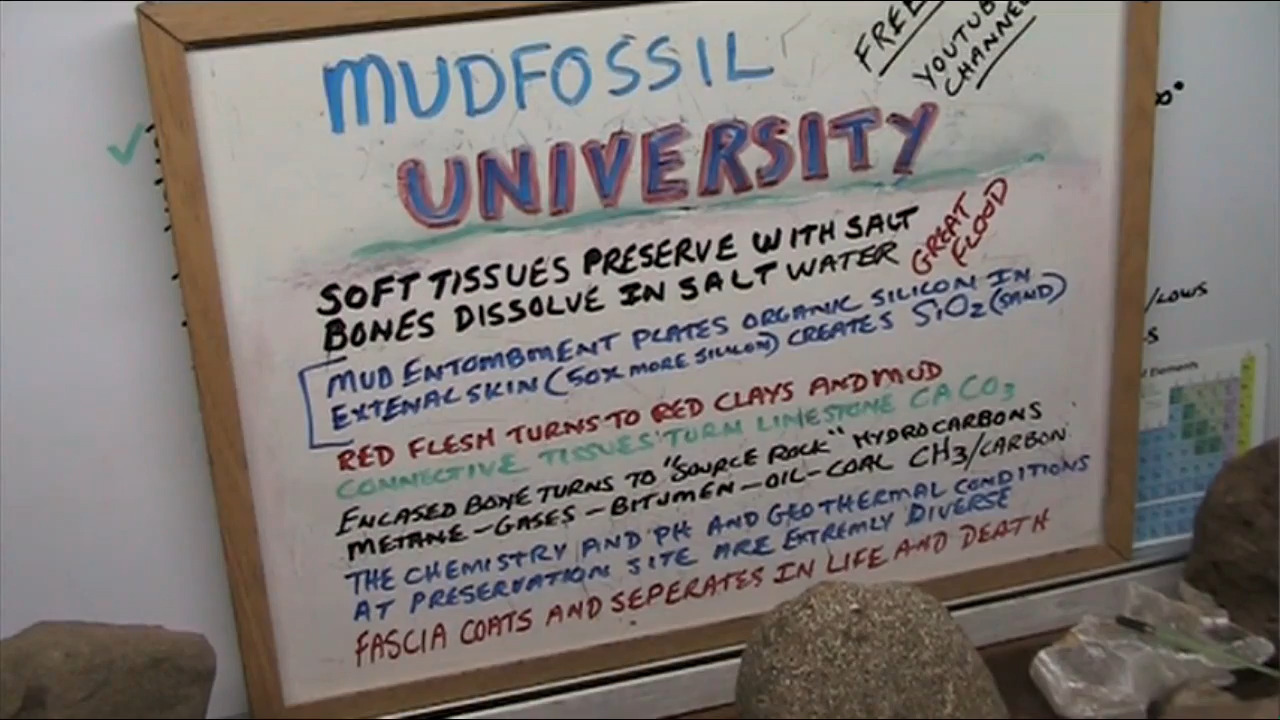 MUDFOSSIL
UNIVERSITY
FREE
YOUTUBE
CHANNEL
SOFT TISSUES PRESERVE WITH SALT
BONES DISSOLVE IN SALT WATER
GREAT
FLOOD
MUD ENTOMBMENT PLATES ORGANIC SILICON IN
EXTENAL SKIN (50X MORE SILICON) CREATES SiO2 (SAND)
RED FLESH TURNS TO RED CLAYS AND MUD
CONNECTIVE TISSUES TURN LIMESTONE CACO3
ENCASED BONE TURNS TO "SOURCE ROCK" HYDROCARBONS
METANE-GASES-BITUMEN-OIL-COAL CH3/CARBON
THE CHEMISTRY AND PH AND GEOTHERMAL CONDITIONS
AT PRESERVATION SITE ARE EXTREMLY DIVERSE
FASCIA COATS AND SEPERATES IN LIFE AND DEATH
/LOWS
S
f Elements